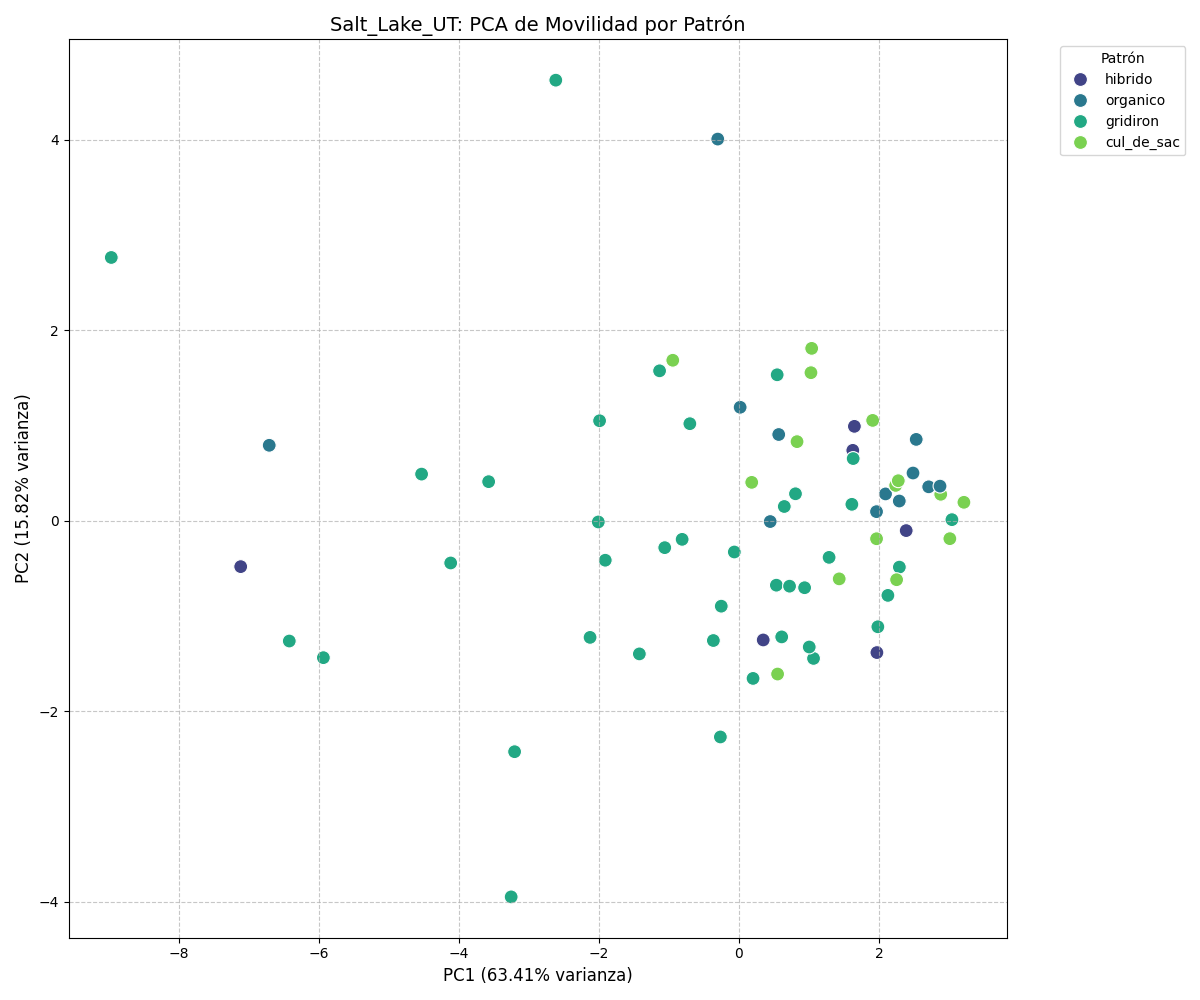 Salt_Lake_UT: PCA de Movilidad por Patrón
Patrón
hibrido
organico
gridiron
cul_de_sac
PC2 (15.82% varianza)
4
2
0
−2
−4
−8
−6
−4
−2
0
2
PC1 (63.41% varianza)